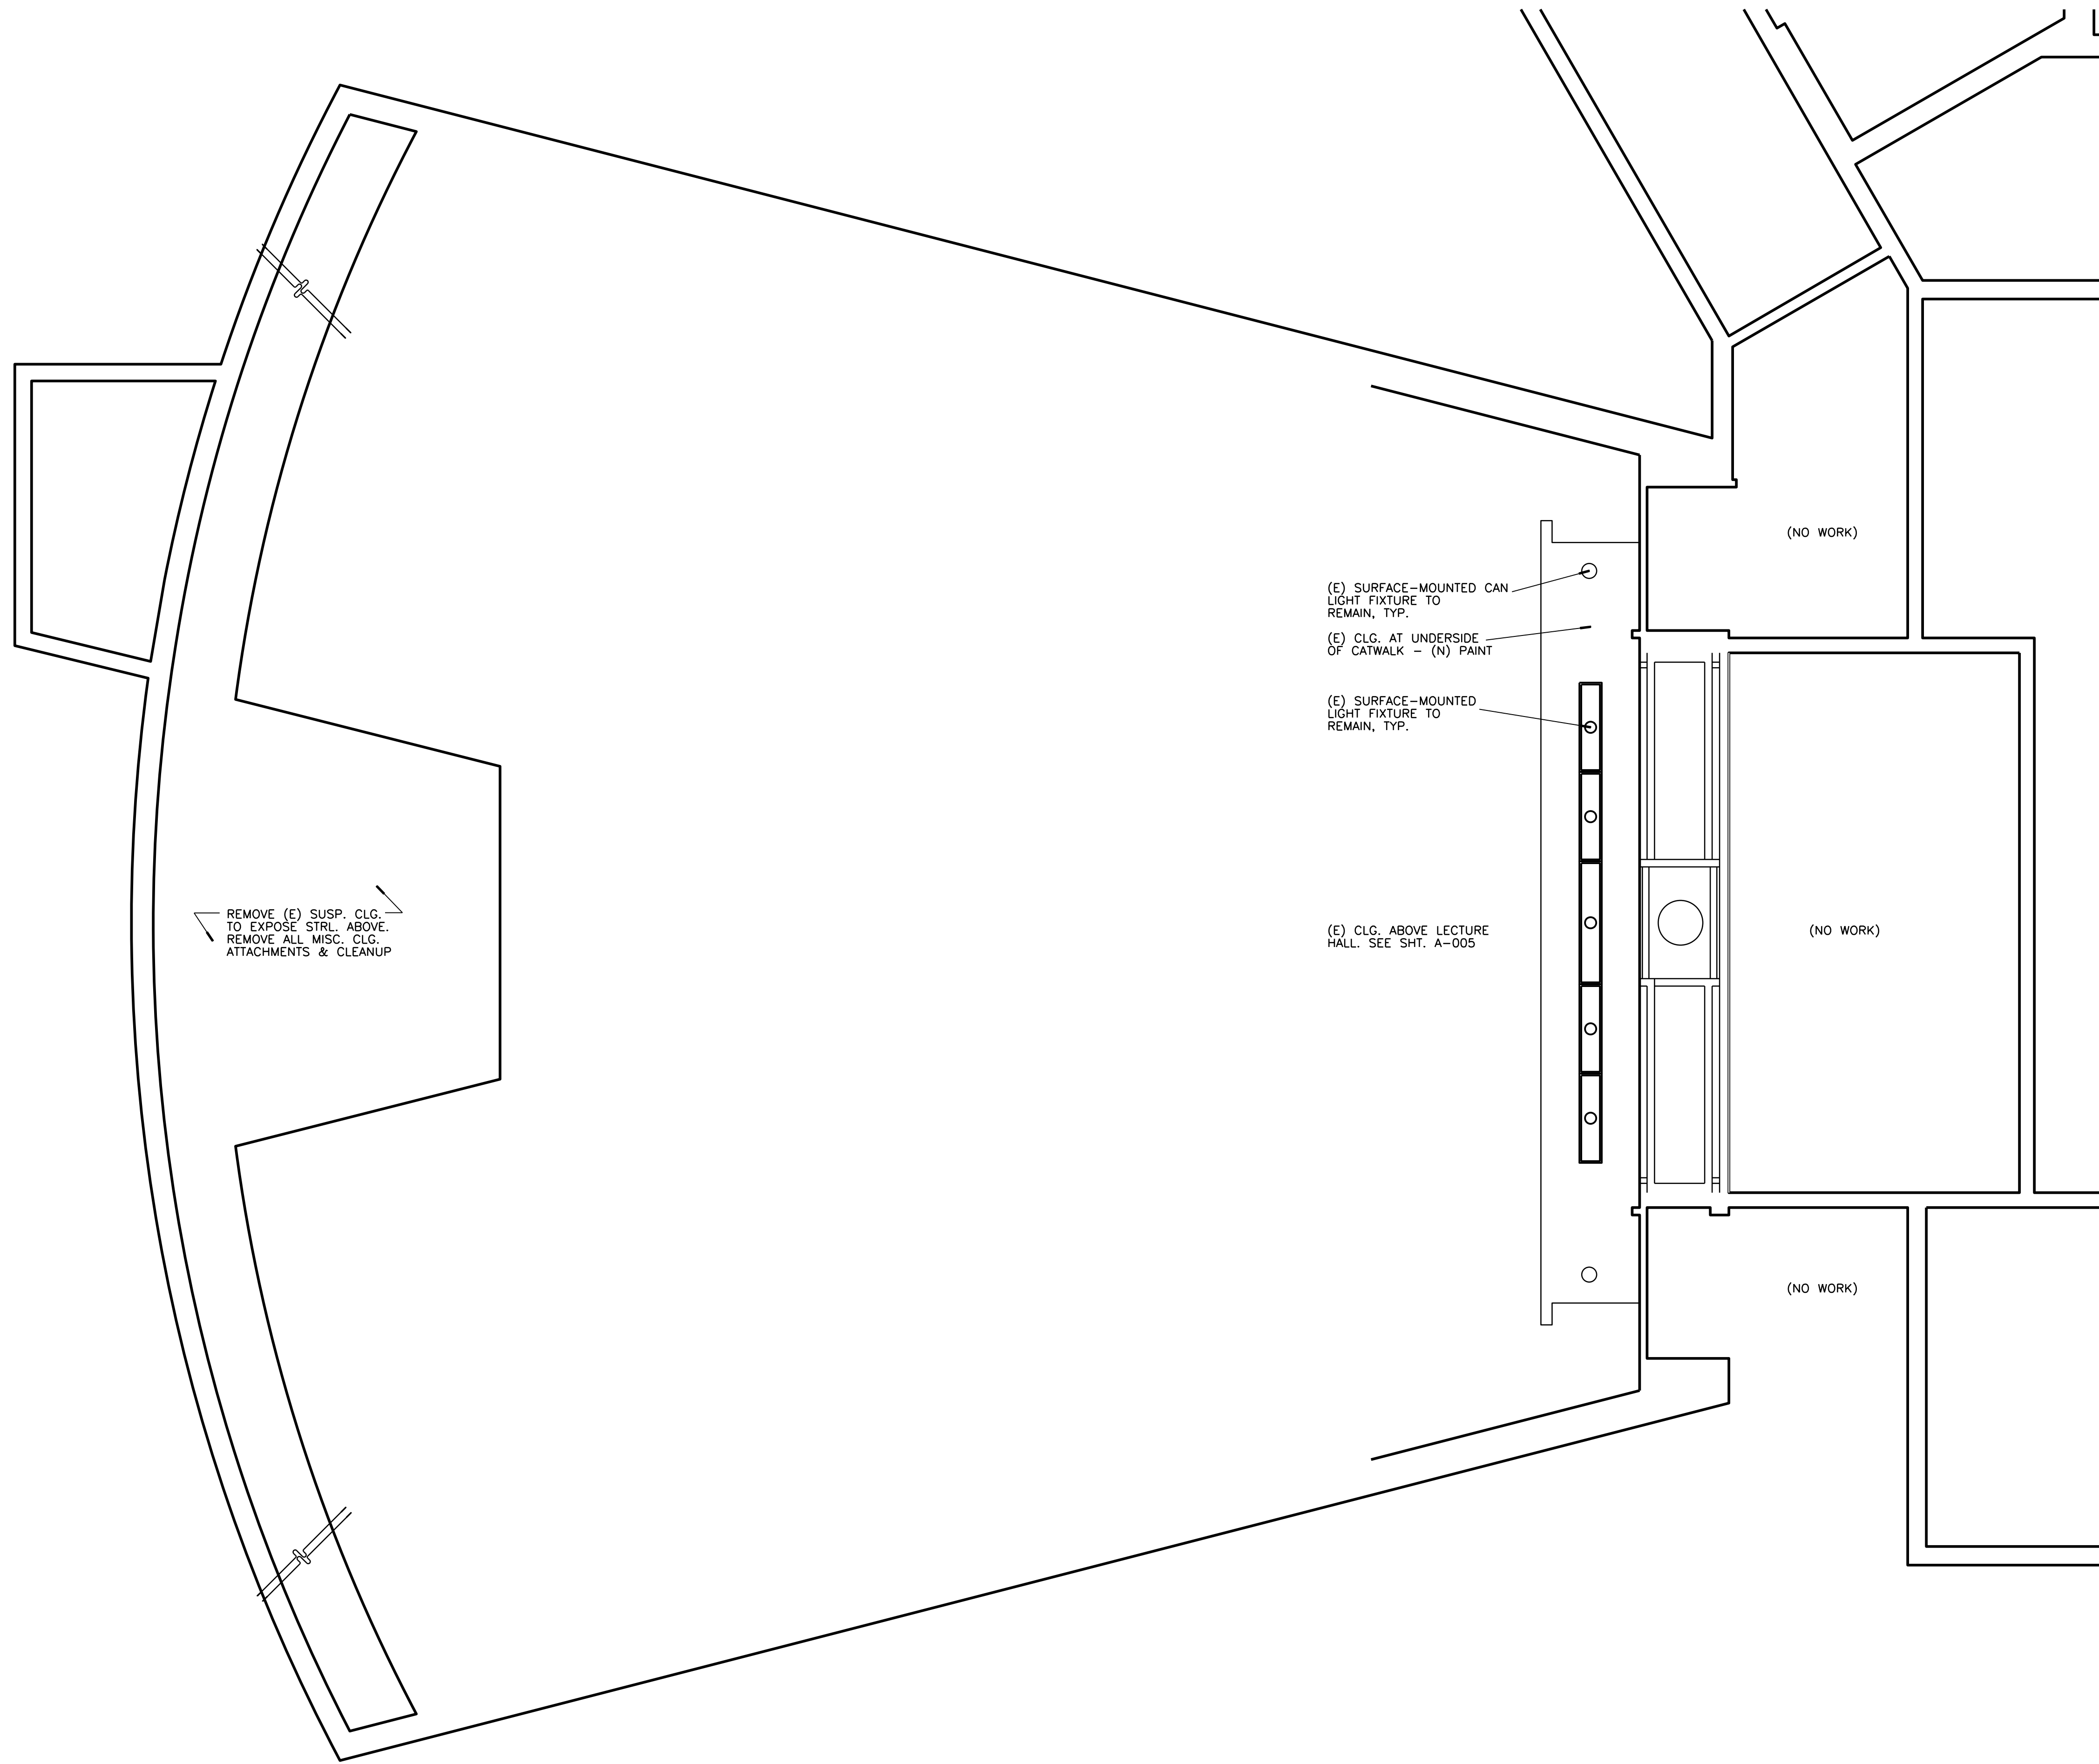 (NO WORK)
(E) SURFACE-MOUNTED CAN
LIGHT FIXTURE TO
REMAIN, TYP.
(E) CLG. AT UNDERSIDE
OF CATWALK - (N) PAINT
(E) SURFACE-MOUNTED
LIGHT FIXTURE TO
REMAIN, TYP.
REMOVE (E) SUSP. CLG.
TO EXPOSE STRL. ABOVE.
REMOVE ALL MISC. CLG.
ATTACHMENTS & CLEANUP
(E) CLG. ABOVE LECTURE
HALL. SEE SHT. A-005
(NO WORK)
(NO WORK)